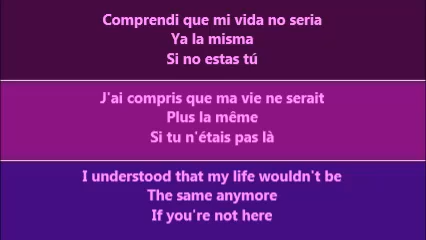 Comprendi que mi vida no seria
Ya la misma
Si no estas tú
J'ai compris que ma vie ne serait
Plus la même
Si tu n'étais pas là
I understood that my life wouldn't be
The same anymore
If you're not here